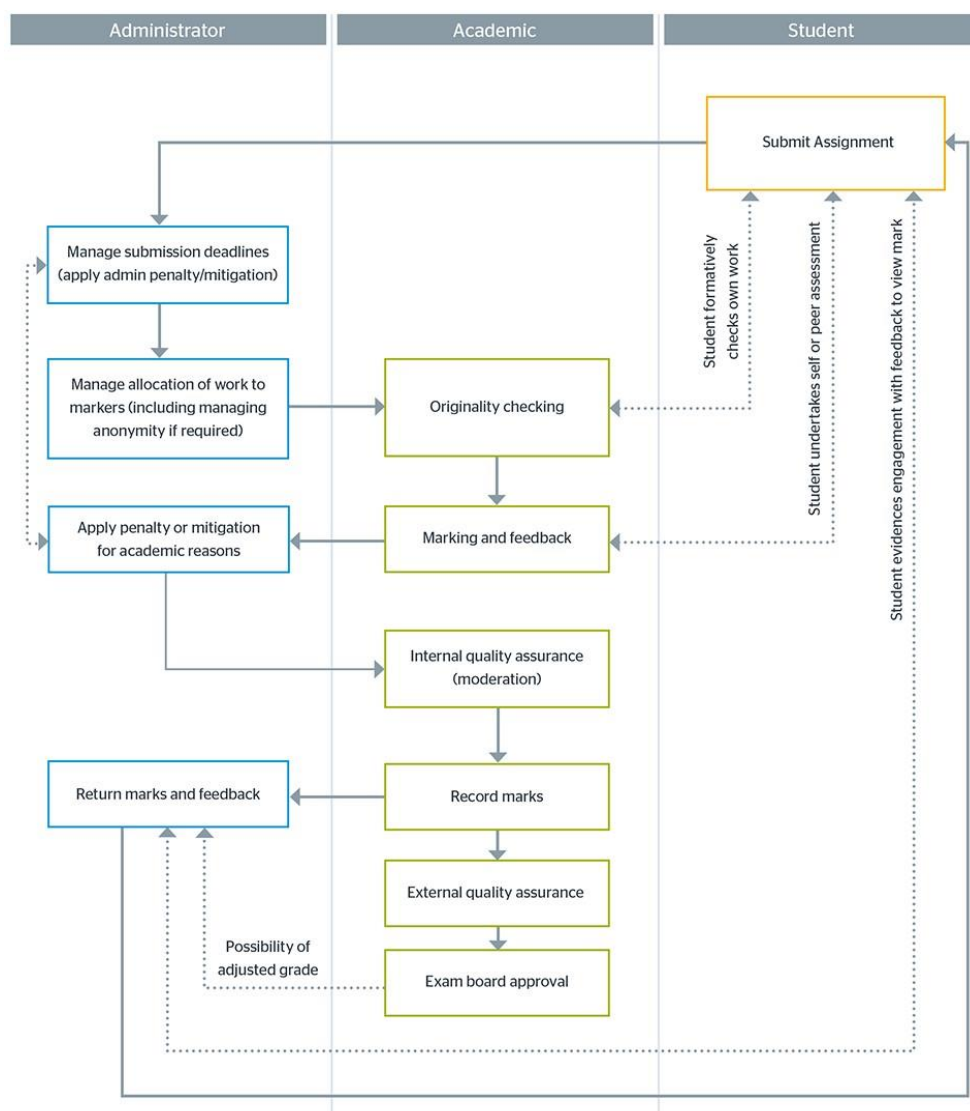 Administrator
Academic
Student
Submit Assignment
Manage submission deadlines
(apply admin penalty/mitigation)
Student formatively
checks own work
Student undertakes self or peer assessment
Student evidences engagement with feedback to view mark
Manage allocation of work to
markers (including managing
anonymity if required)
Originality checking
Apply penalty or mitigation
for academic reasons
Marking and feedback
Internal quality assurance
(moderation)
Return marks and feedback
Record marks
External quality assurance
Possibility of
adjusted grade
Exam board approval